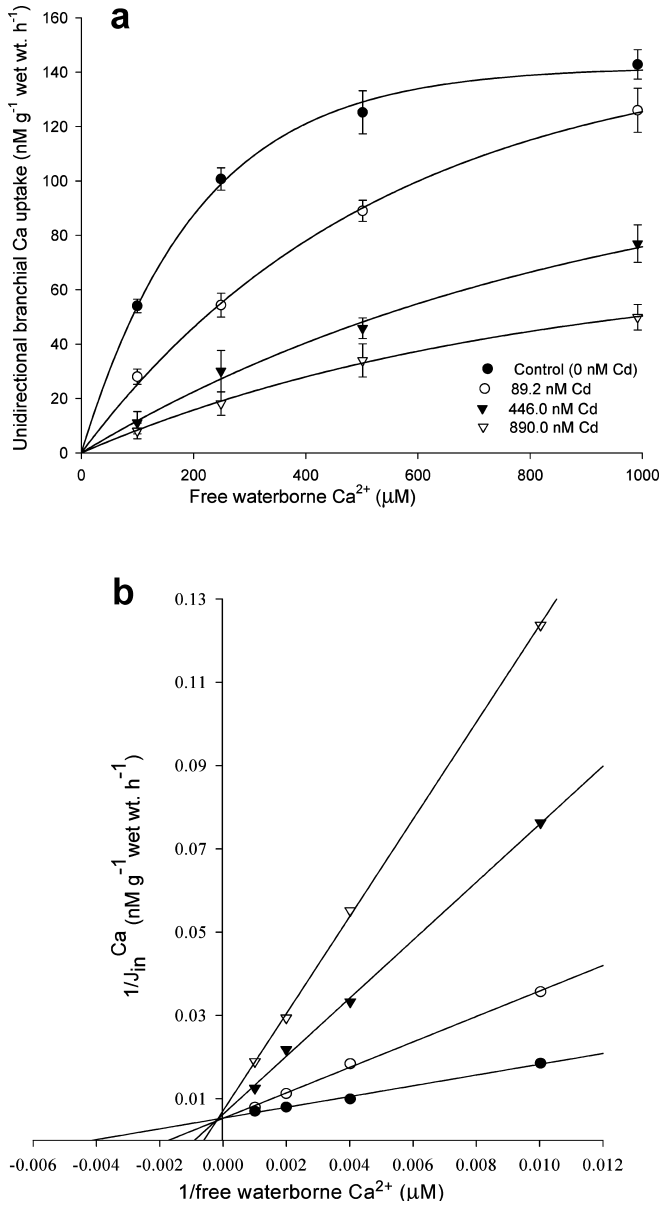 a
160
140
120
100
80
60
40
20
0
Unidirectional branchial Ca uptake (nM g⁻¹ wet wt. h⁻¹)
Control (0 nM Cd)
89.2 nM Cd
446.0 nM Cd
890.0 nM Cd
0 200 400 600 800 1000
Free waterborne Ca²⁺ (μM)
b
0.13
0.11
0.09
0.07
0.05
0.03
0.01
1/J_in^Ca (nM g⁻¹ wet wt. h⁻¹)
-0.006 -0.004 -0.002 0.000 0.002 0.004 0.006 0.008 0.010 0.012
1/free waterborne Ca²⁺ (μM)